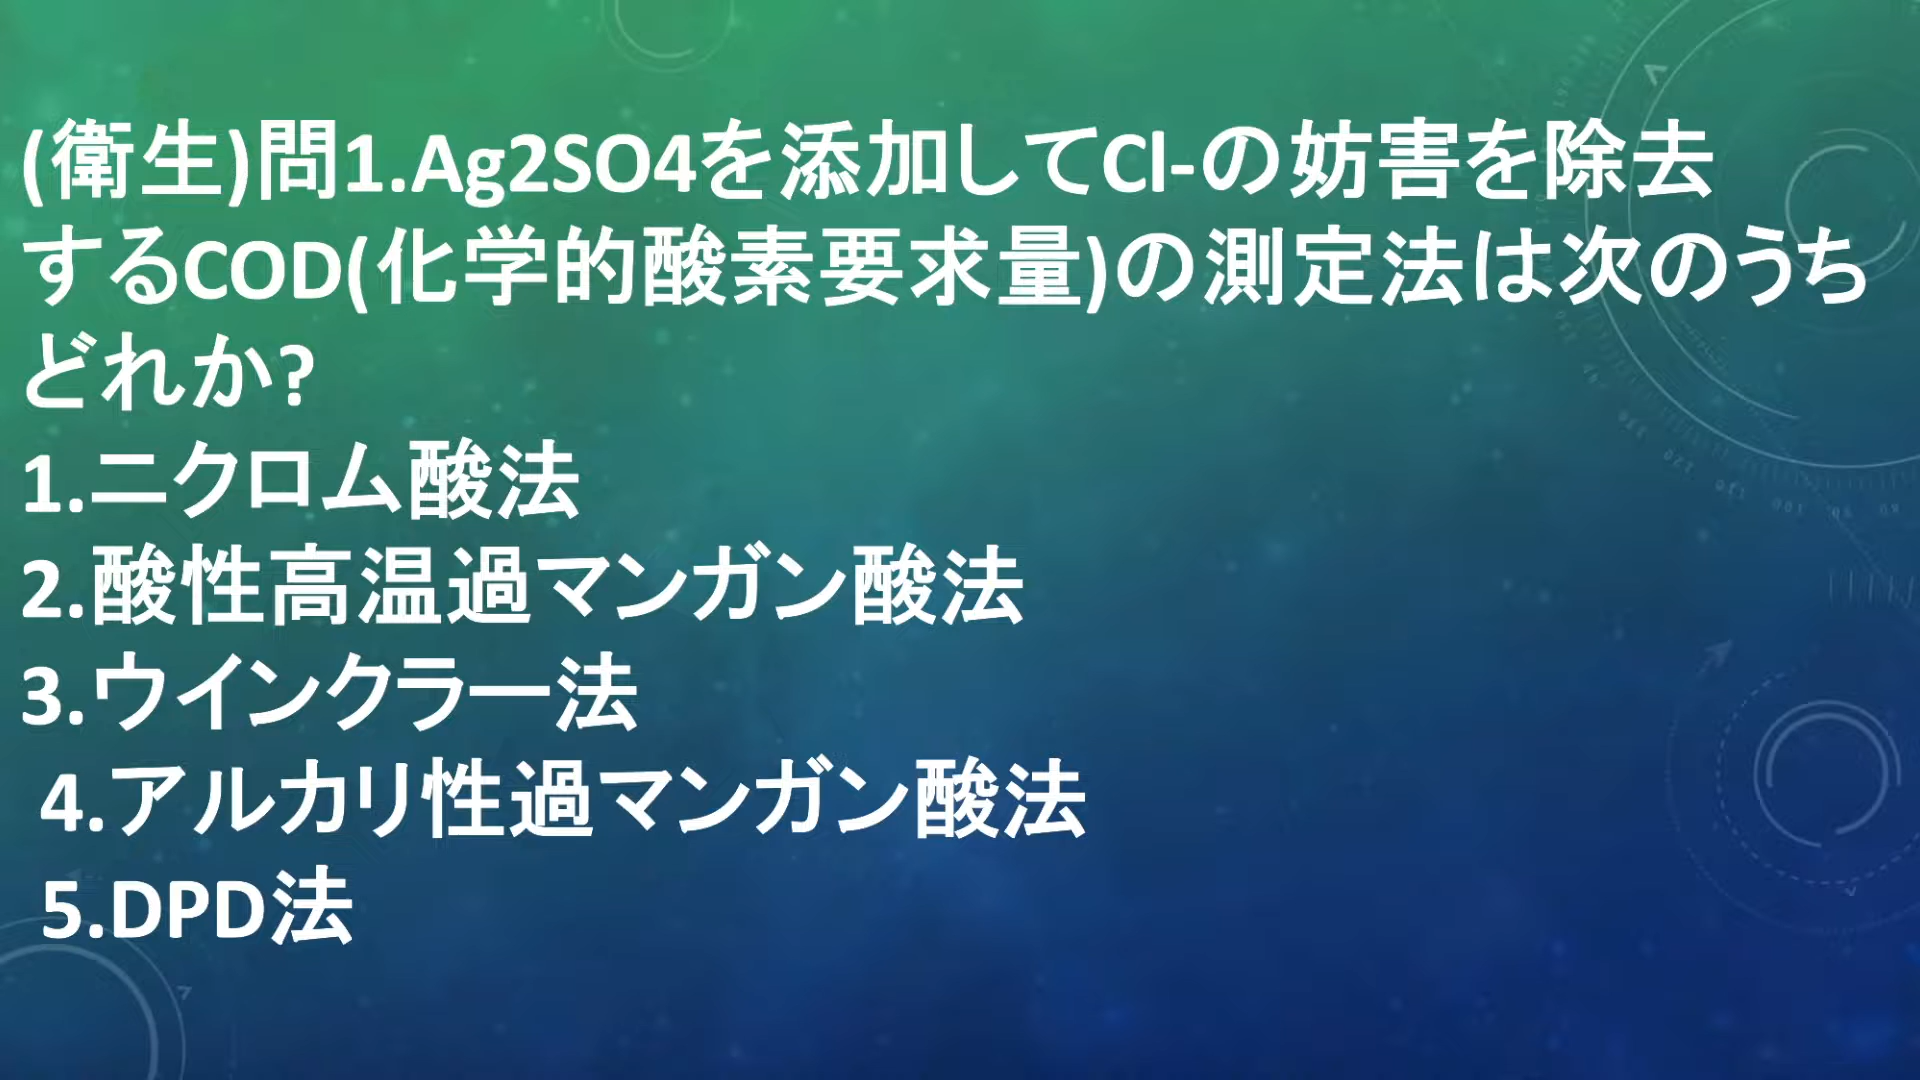 (衛生)問1.Ag2SO4を添加してCl-の妨害を除去
するCOD(化学的酸素要求量)の測定法は次のうち
どれか?
1.ニクロム酸法
2.酸性高温過マンガン酸法
3.ウインクラー法
4.アルカリ性過マンガン酸法
5.DPD法